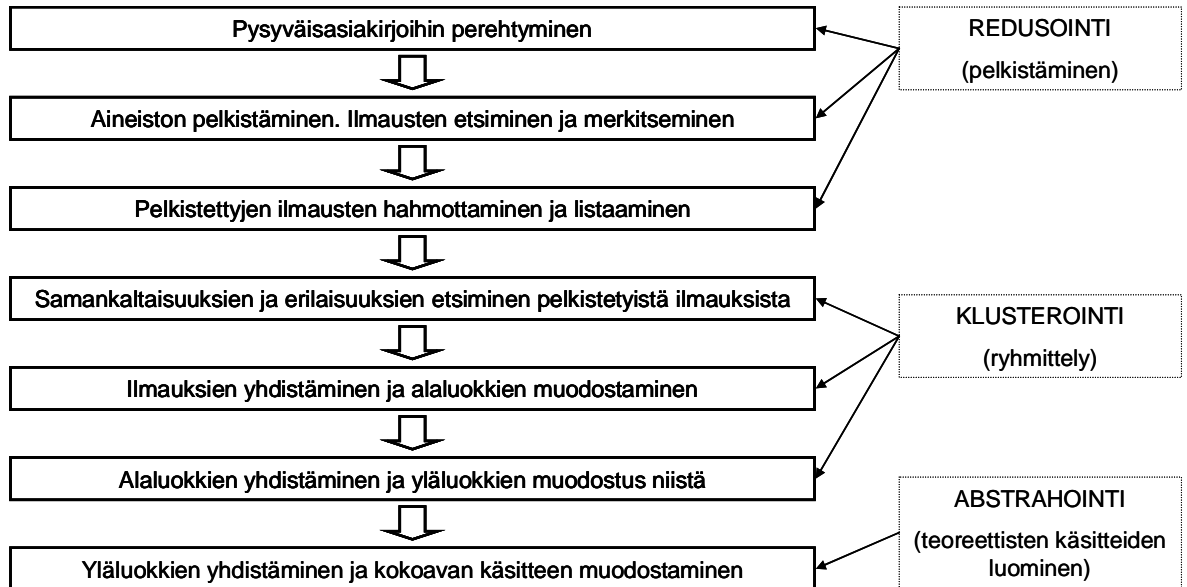 Pysyväisasiakirjoihin perehtyminen
Aineiston pelkistäminen. Ilmausten etsiminen ja merkitseminen
Pelkistettyjen ilmausten hahmottaminen ja listaaminen
Samankaltaisuuksien ja erilaisuuksien etsiminen pelkistetyistä ilmauksista
Ilmauksien yhdistäminen ja alaluokkien muodostaminen
Alaluokkien yhdistäminen ja yläluokkien muodostus niistä
Yläluokkien yhdistäminen ja kokoavan käsitteen muodostaminen
REDUSOINTI
(pelkistäminen)
KLUSTEROINTI
(ryhmittely)
ABSTRAHOINTI
(teoreettisten käsitteiden
luominen)